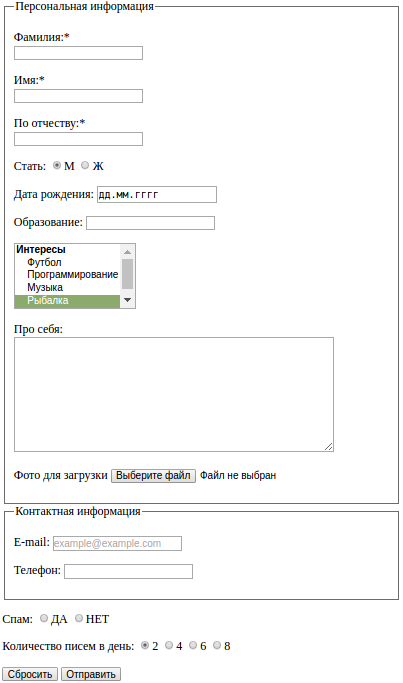 Персональная информация
Фамилия:*
Имя:*
По отчеству:*
Стать: М Ж
Дата рождения: дд.мм.гггг
Образование:
Интересы
Футбол
Программирование
Музыка
Рыбалка
Про себя:
Фото для загрузки Выберите файл Файл не выбран
Контактная информация
E-mail: example@example.com
Телефон:
Спам: ДА НЕТ
Количество писем в день: 2 4 6 8
Сбросить Отправить